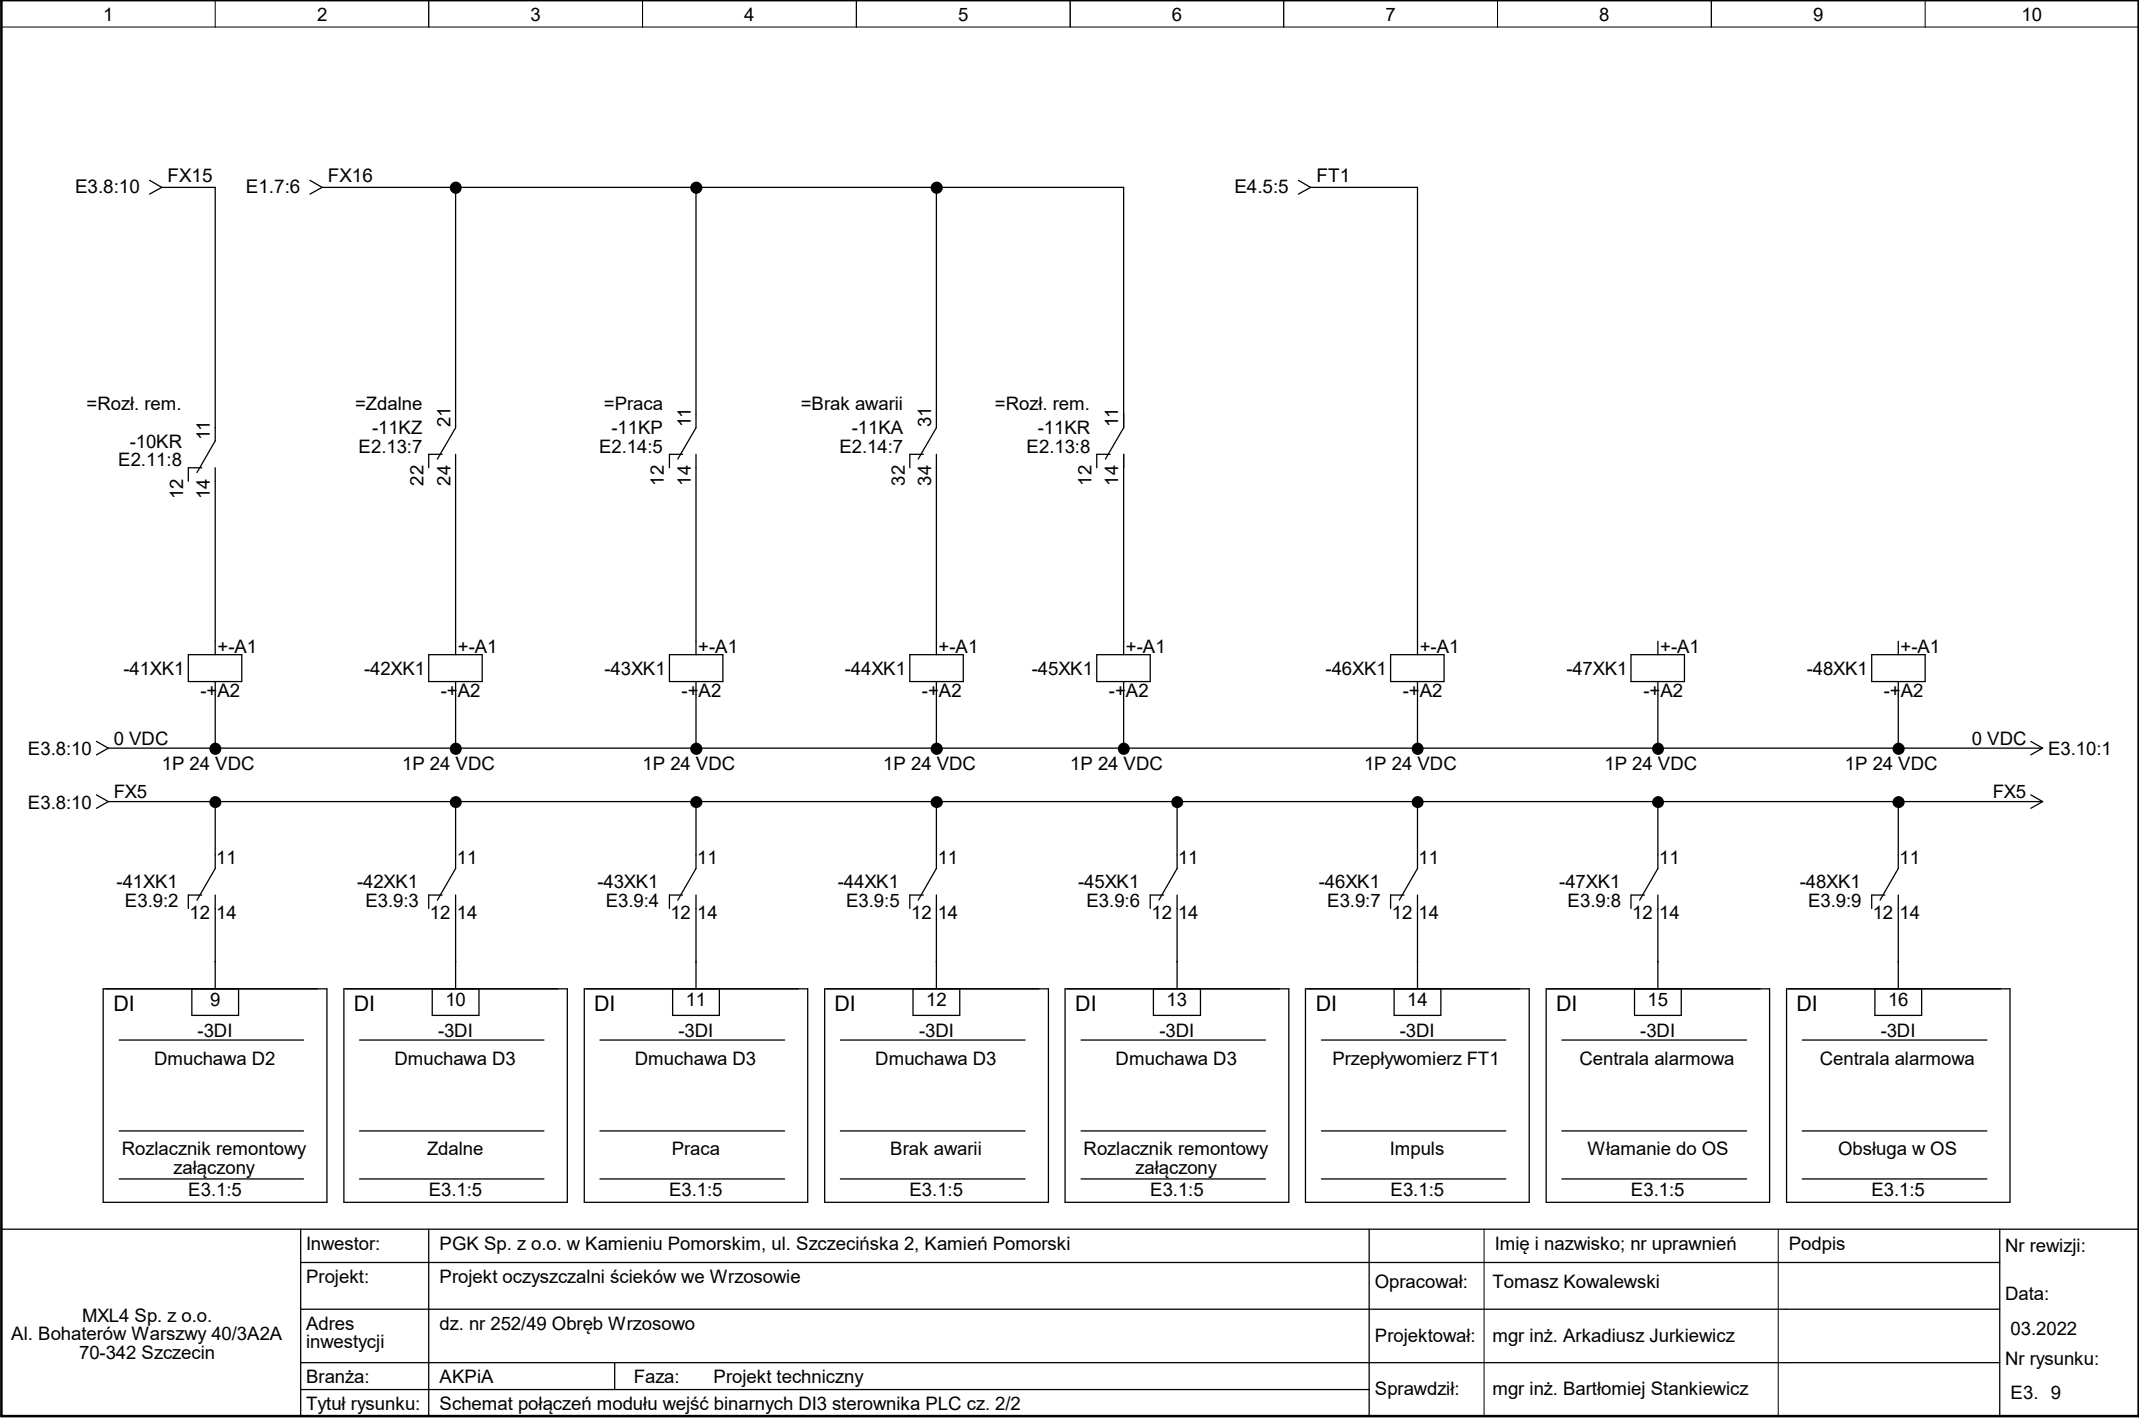 1 2 3 4 5 6 7 8 9 10
E3.8:10 FX15 E1.7:6 FX16 E4.5:5 FT1
=Rozł. rem. =Zdalne =Praca =Brak awarii =Rozł. rem.
11 21 11 31 11
-10KR -11KZ -11KP -11KA -11KR
E2.11:8 E2.13:7 E2.14:5 E2.14:7 E2.13:8
12 14 22 24 12 14 32 34 12 14
+-A1 +-A1 +-A1 +-A1 +-A1 +-A1 +-A1 +-A1
-41XK1 -42XK1 -43XK1 -44XK1 -45XK1 -46XK1 -47XK1 -48XK1
-+A2 -+A2 -+A2 -+A2 -+A2 -+A2 -+A2 -+A2
E3.8:10 0 VDC 0 VDC E3.10:1
1P 24 VDC 1P 24 VDC 1P 24 VDC 1P 24 VDC 1P 24 VDC 1P 24 VDC 1P 24 VDC 1P 24 VDC
E3.8:10 FX5 FX5
11 11 11 11 11 11 11 11
-41XK1 -42XK1 -43XK1 -44XK1 -45XK1 -46XK1 -47XK1 -48XK1
E3.9:2 E3.9:3 E3.9:4 E3.9:5 E3.9:6 E3.9:7 E3.9:8 E3.9:9
12 14 12 14 12 14 12 14 12 14 12 14 12 14 12 14
DI 9 DI 10 DI 11 DI 12 DI 13 DI 14 DI 15 DI 16
-3DI -3DI -3DI -3DI -3DI -3DI -3DI -3DI
Dmuchawa D2 Dmuchawa D3 Dmuchawa D3 Dmuchawa D3 Dmuchawa D3 Przepływomierz FT1 Centrala alarmowa Centrala alarmowa
Rozlacznik remontowy Zdalne Praca Brak awarii Rozlacznik remontowy Impuls Włamanie do OS Obsługa w OS
załączony załączony
E3.1:5 E3.1:5 E3.1:5 E3.1:5 E3.1:5 E3.1:5 E3.1:5 E3.1:5
MXL4 Sp. z o.o.
Al. Bohaterów Warszwy 40/3A2A
70-342 Szczecin
Inwestor: PGK Sp. z o.o. w Kamieniu Pomorskim, ul. Szczecińska 2, Kamień Pomorski
Projekt: Projekt oczyszczalni ścieków we Wrzosowie
Adres
inwestycji
dz. nr 252/49 Obręb Wrzosowo
Branża: AKPiA Faza: Projekt techniczny
Tytuł rysunku: Schemat połączeń modułu wejść binarnych DI3 sterownika PLC cz. 2/2
Imię i nazwisko; nr uprawnień Podpis
Opracował: Tomasz Kowalewski
Projektował: mgr inż. Arkadiusz Jurkiewicz
Sprawdził: mgr inż. Bartłomiej Stankiewicz
Nr rewizji:
Data:
03.2022
Nr rysunku:
E3. 9